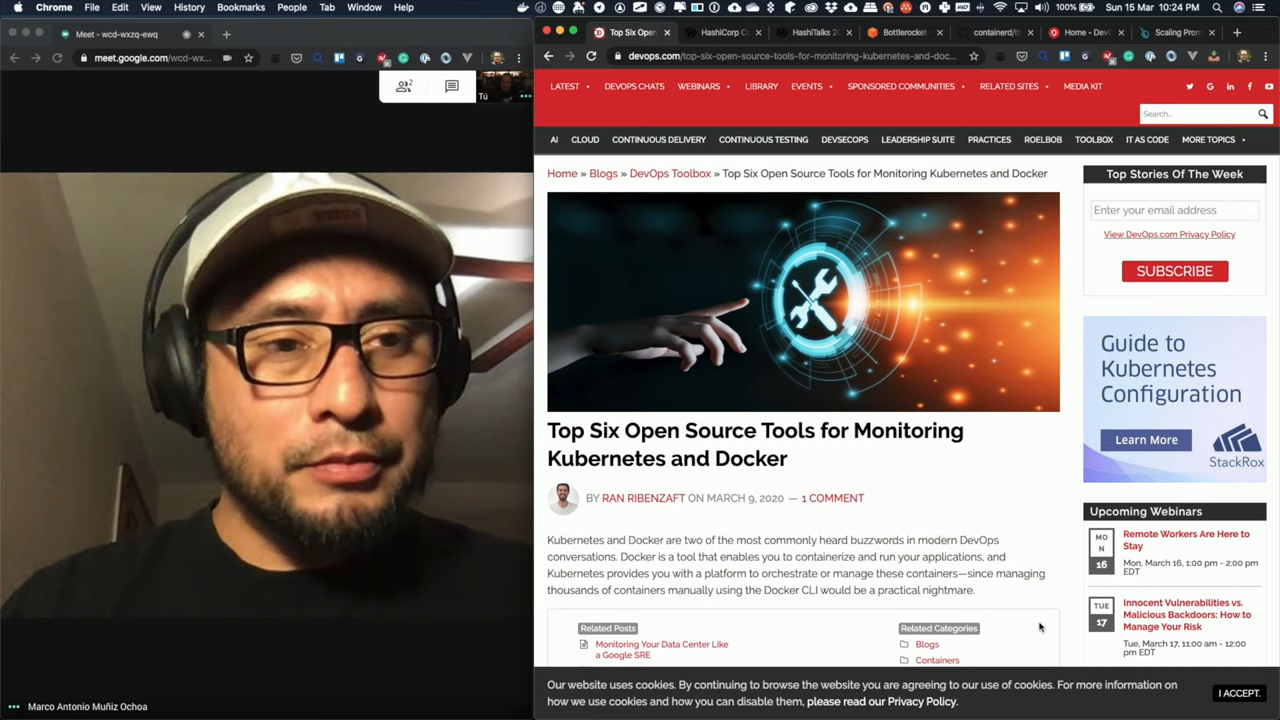 Chrome File Edit View History Bookmarks People Tab Window Help
100% Sun 15 Mar 10:24 PM
Meet - wcd-wxzq-ewq
meet.google.com/wcd-wx...
2
Tú
Marco Antonio Muñiz Ochoa
Top Six Open
HashiCorp C
HashiTalks 20
Bottlerocket
containerd/
Home - DevO
Scaling Prom
devops.com/top-six-open-source-tools-for-monitoring-kubernetes-and-doc...
LATEST DEVOPS CHATS WEBINARS LIBRARY EVENTS SPONSORED COMMUNITIES RELATED SITES MEDIA KIT
Search..
AI CLOUD CONTINUOUS DELIVERY CONTINUOUS TESTING DEVSECOPS LEADERSHIP SUITE PRACTICES ROELBOB TOOLBOX IT AS CODE MORE TOPICS
Home » Blogs » DevOps Toolbox » Top Six Open Source Tools for Monitoring Kubernetes and Docker
Top Six Open Source Tools for Monitoring
Kubernetes and Docker
BY RAN RIBENZAFT ON MARCH 9, 2020 — 1 COMMENT
Kubernetes and Docker are two of the most commonly heard buzzwords in modern DevOps
conversations. Docker is a tool that enables you to containerize and run your applications, and
Kubernetes provides you with a platform to orchestrate or manage these containers—since managing
thousands of containers manually using the Docker CLI would be a practical nightmare.
Related Posts
Monitoring Your Data Center Like
a Google SRE
Related Categories
Blogs
Containers
Top Stories Of The Week
Enter your email address
View DevOps.com Privacy Policy
SUBSCRIBE
Guide to
Kubernetes
Configuration
Learn More
StackRox
Upcoming Webinars
MO
N
16
Remote Workers Are Here to
Stay
Mon, March 16, 1:00 pm - 2:00 pm
EDT
TUE
17
Innocent Vulnerabilities vs.
Malicious Backdoors: How to
Manage Your Risk
Tue, March 17, 11:00 am - 12:00
pm EDT
Our website uses cookies. By continuing to browse the website you are agreeing to our use of cookies. For more information on
how we use cookies and how you can disable them, please read our Privacy Policy.
I ACCEPT.